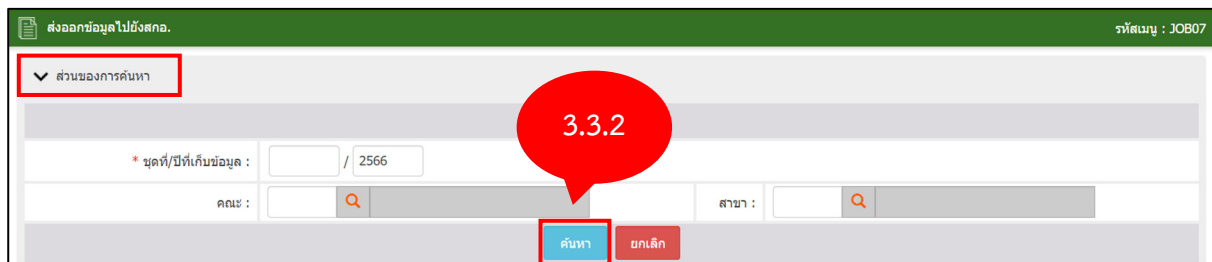 ส่งออกข้อมูลไปยังสกอ. รหัสเมนู : JOB07
ส่วนของการค้นหา
3.3.2
* ชุดที่/ปีที่เก็บข้อมูล : / 2566
คณะ : สาขา :
ค้นหา ยกเลิก